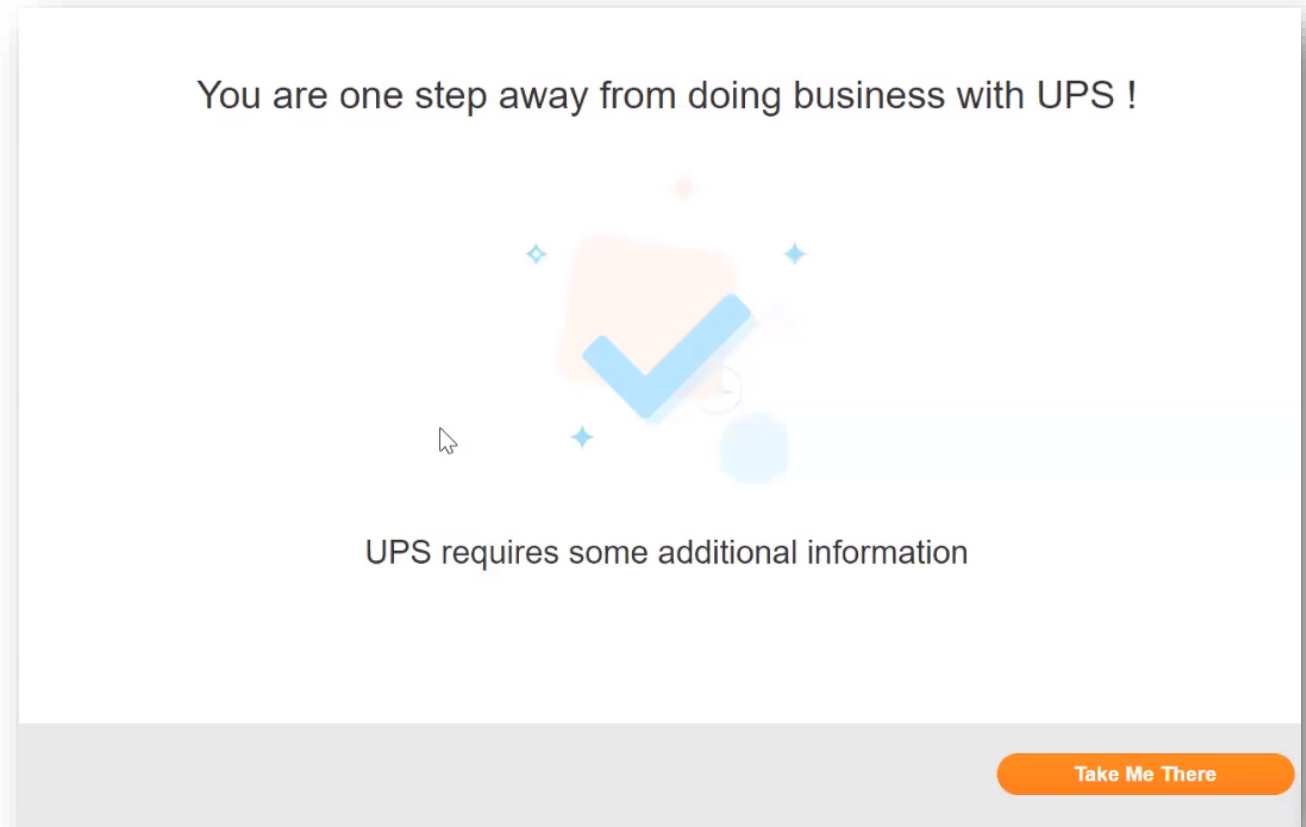 You are one step away from doing business with UPS !
UPS requires some additional information
Take Me There